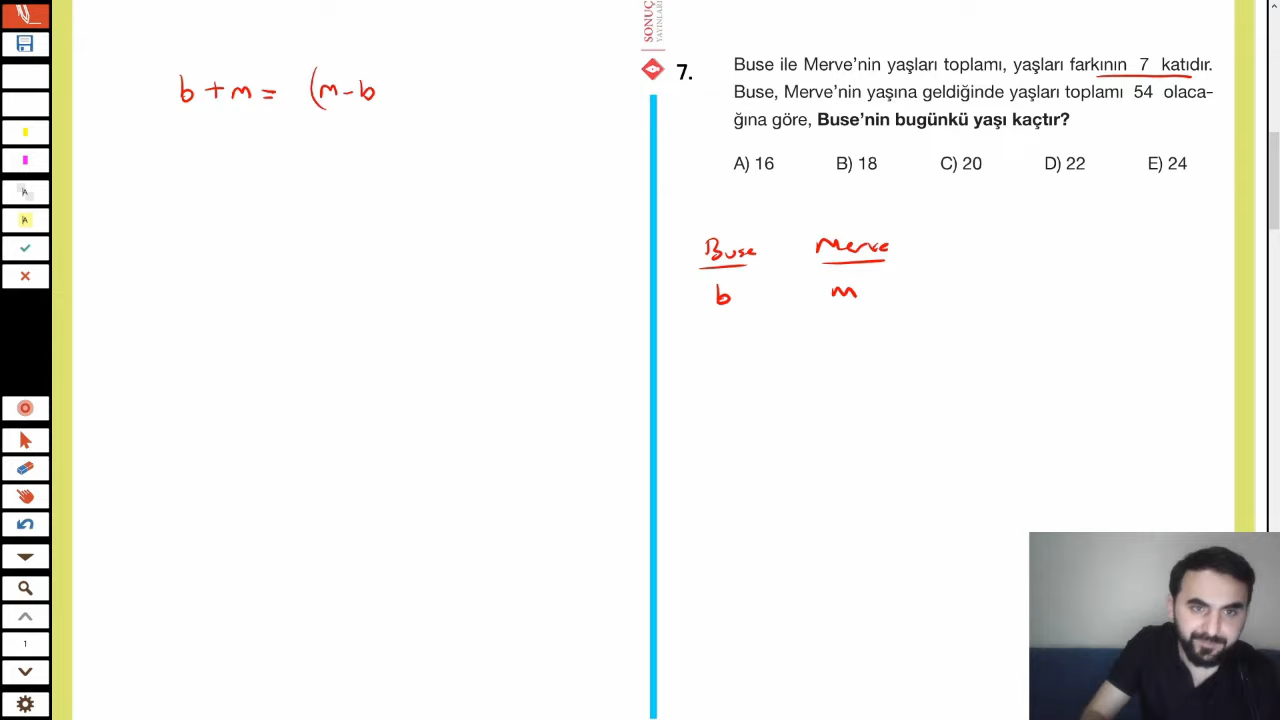 b + m = (m - b
SONUÇ
YAYINLARI
7.
Buse ile Merve'nin yaşları toplamı, yaşları farkının 7 katıdır.
Buse, Merve'nin yaşına geldiğinde yaşları toplamı 54 olaca-
ğına göre, Buse'nin bugünkü yaşı kaçtır?
A) 16 B) 18 C) 20 D) 22 E) 24
Buse Merve
b m
A
A
1